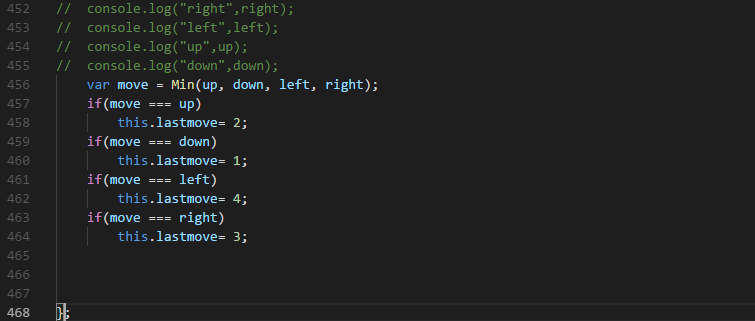 452 //  console.log("right",right);
453 //  console.log("left",left);
454 //  console.log("up",up);
455 //  console.log("down",down);
456     var move = Min(up, down, left, right);
457     if(move === up)
458         this.lastmove= 2;
459     if(move === down)
460         this.lastmove= 1;
461     if(move === left)
462         this.lastmove= 4;
463     if(move === right)
464         this.lastmove= 3;
465
466
467
468 };